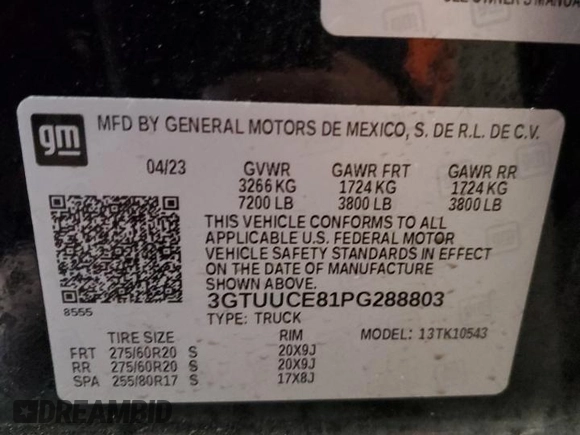 SEE OWNER'S MANUAL
gm
MFD BY GENERAL MOTORS DE MEXICO, S. DE R.L. DE C.V.
04/23 GVWR GAWR FRT GAWR RR
3266 KG 1724 KG 1724 KG
7200 LB 3800 LB 3800 LB
THIS VEHICLE CONFORMS TO ALL
APPLICABLE U.S. FEDERAL MOTOR
VEHICLE SAFETY STANDARDS IN EFFECT
ON THE DATE OF MANUFACTURE
SHOWN ABOVE.
3GTUUCE81PG288803
8555
TYPE: TRUCK MODEL: 13TK10543
TIRE SIZE RIM
FRT 275/60R20 S 20X9J
RR 275/60R20 S 20X9J
SPA 255/80R17 S 17X8J
DREAMBID